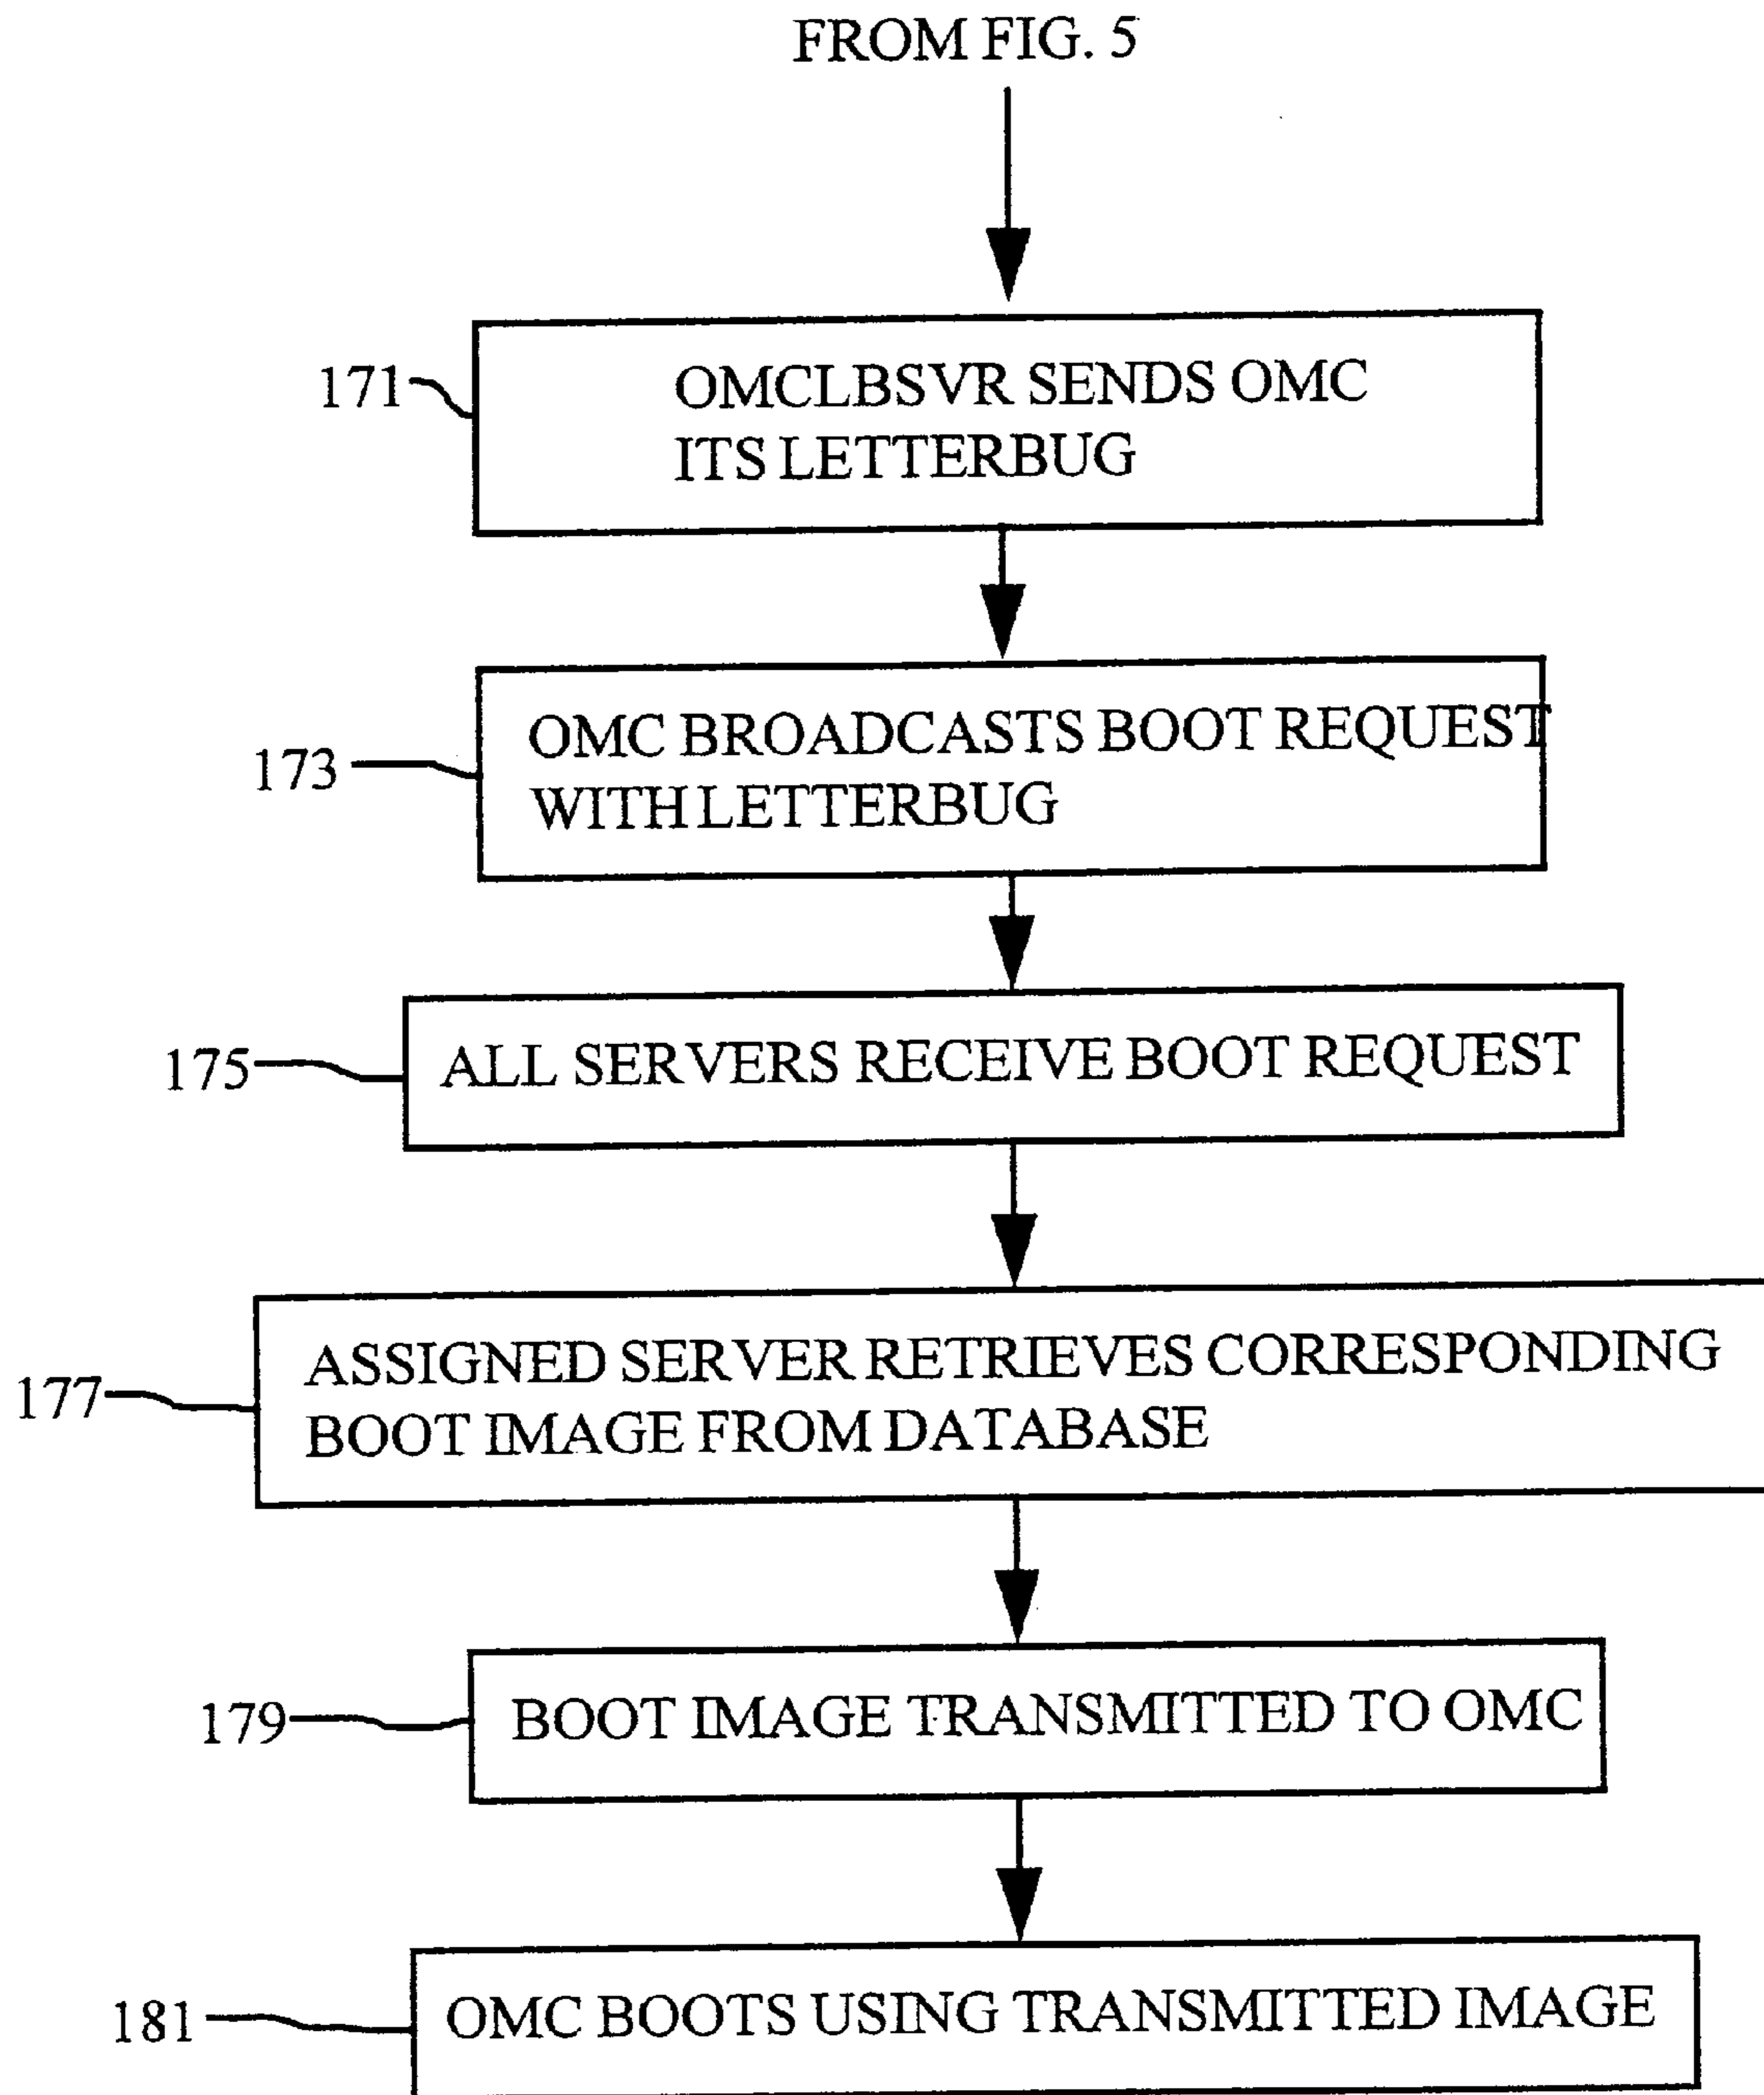 FROM FIG. 5
171
OMCLBSVR SENDS OMC
ITS LETTERBUG
173
OMC BROADCASTS BOOT REQUEST
WITH LETTERBUG
175
ALL SERVERS RECEIVE BOOT REQUEST
177
ASSIGNED SERVER RETRIEVES CORRESPONDING
BOOT IMAGE FROM DATABASE
179
BOOT IMAGE TRANSMITTED TO OMC
181
OMC BOOTS USING TRANSMITTED IMAGE